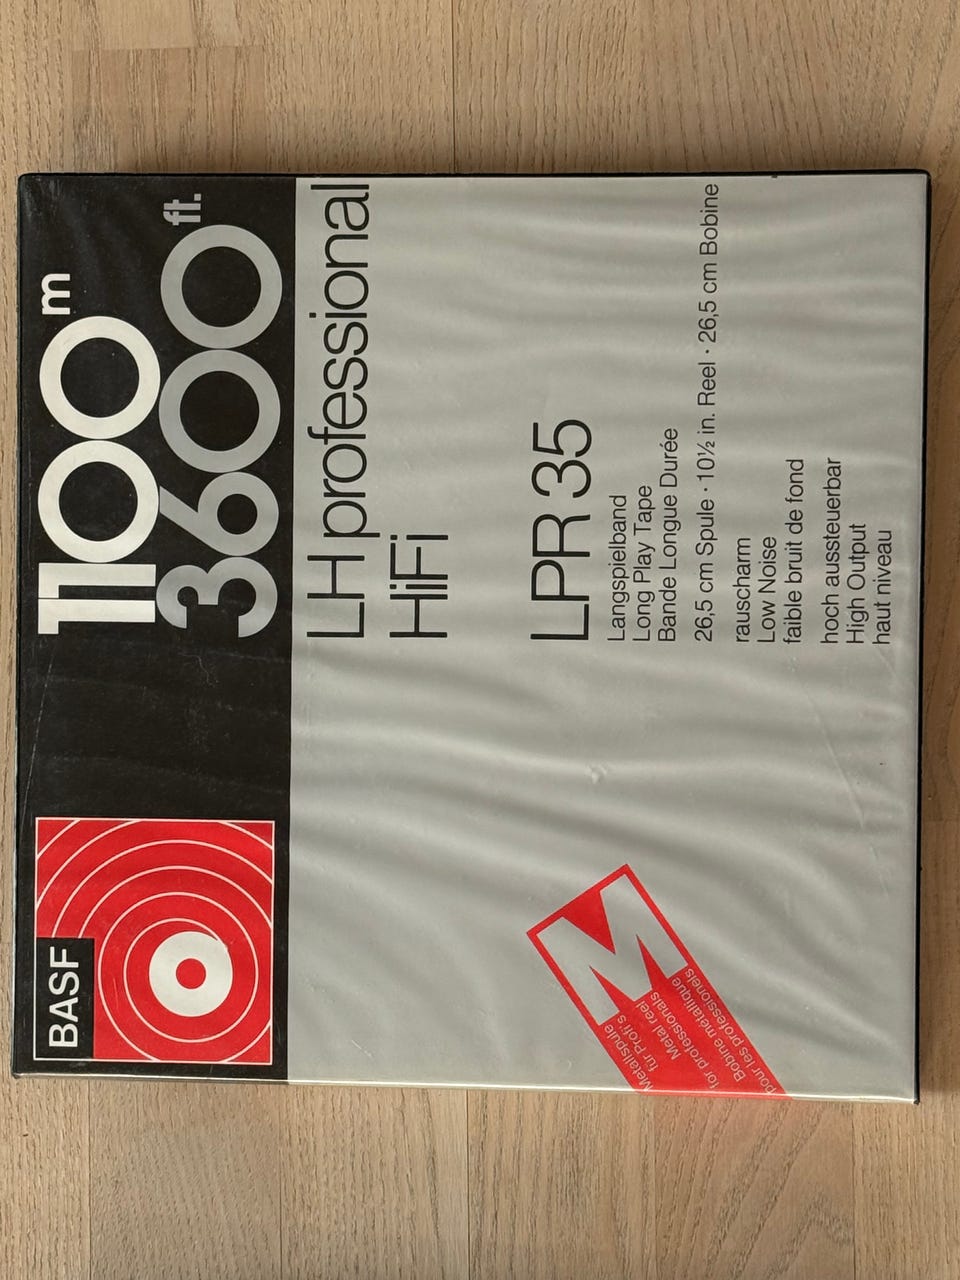 BASF
1100 m
3600 ft.
LH professional
HiFi
LPR 35
Langspielband
Long Play Tape
Bande Longue Durée
26,5 cm Spule · 10½ in. Reel · 26,5 cm Bobine
rauscharm
Low Noise
faible bruit de fond
hoch aussteuerbar
High Output
haut niveau
M
Metallspule
für Profi's
Metal reel
for professionals
Bobine métallique
pour les professionels